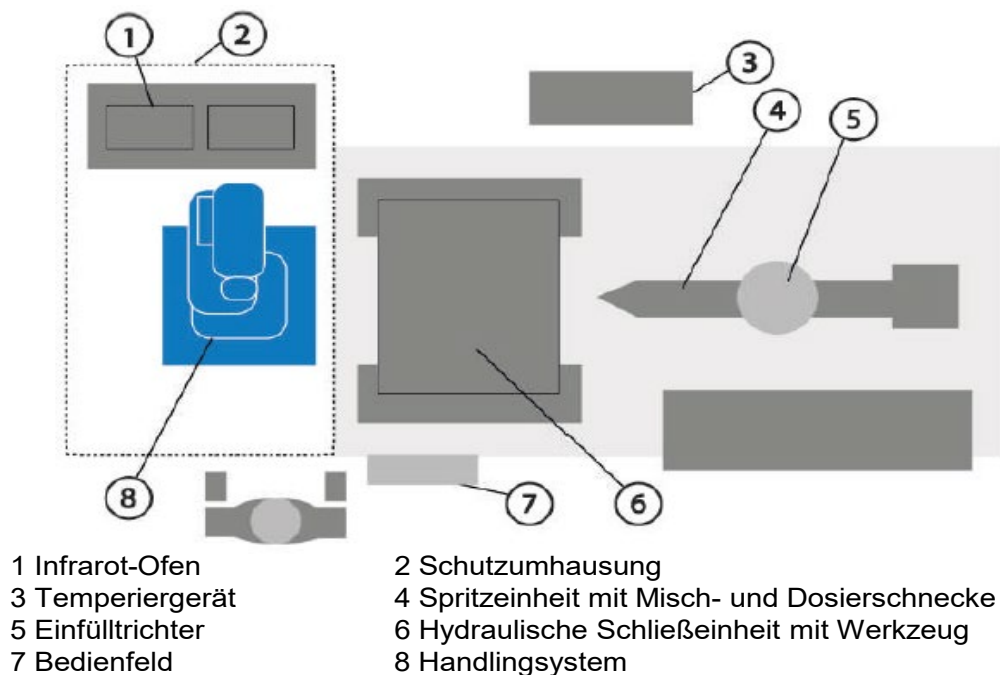 1 2
3
4
5
8 7 6
1 Infrarot-Ofen 2 Schutzumhausung
3 Temperiergerät 4 Spritzeinheit mit Misch- und Dosierschnecke
5 Einfülltrichter 6 Hydraulische Schließeinheit mit Werkzeug
7 Bedienfeld 8 Handlingsystem